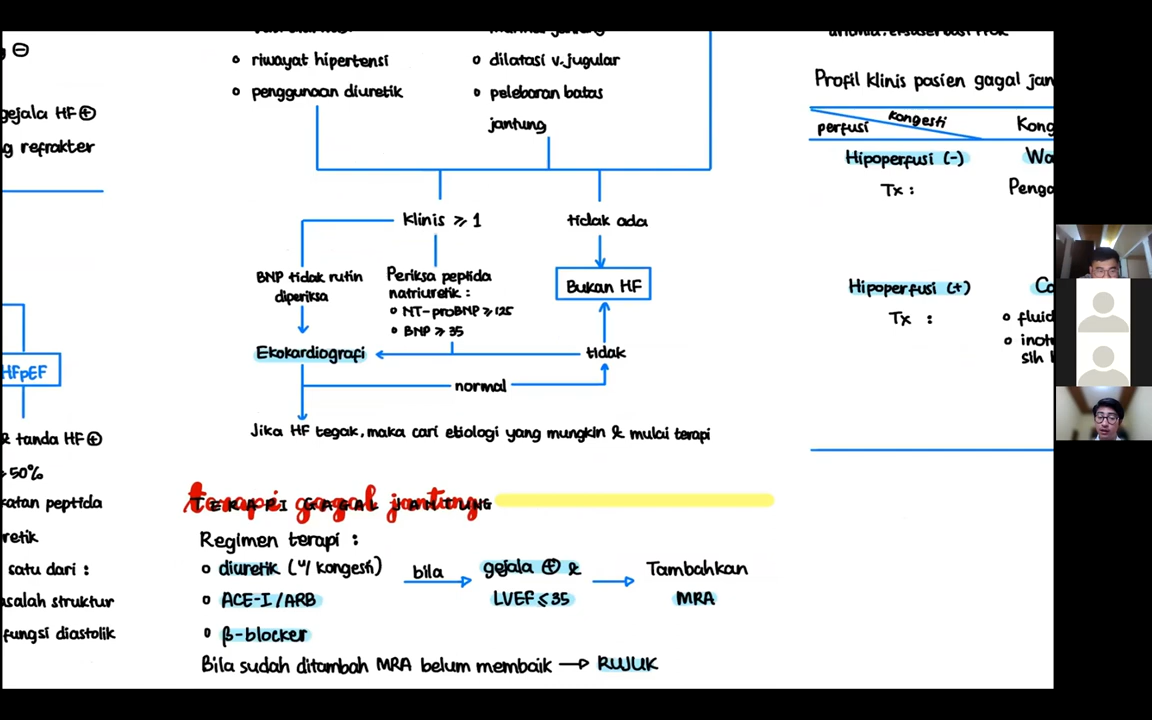 riwayat hipertensi
penggunaan diuretik
dilatasi v. jugular
pelebaran batas
jantung
Klinis ≥ 1
tidak ada
BNP tidak rutin
diperiksa
Periksa peptida
natriuretik :
NT-proBNP ≥ 125
BNP ≥ 35
Bukan HF
Ekokardiografi
tidak
normal
Jika HF tegak, maka cari etiologi yang mungkin & mulai terapi
terapi gagal jantung
TERAPI GAGAL JANTUNG
Regimen terapi :
diuretik (u/ kongesti)
ACE-I/ARB
β-blocker
bila
gejala ⊕ &
LVEF ≤ 35
Tambahkan
MRA
Bila sudah ditambah MRA belum membaik → RUJUK
⊖
gejala HF ⊕
refrakter
HFpEF
& tanda HF ⊕
50%
peptida
satu dari :
struktur
fungsi diastolik
Profil klinis pasien gagal
kongesti
perfusi
Hipoperfusi (-)
Tx :
Hipoperfusi (+)
Tx :